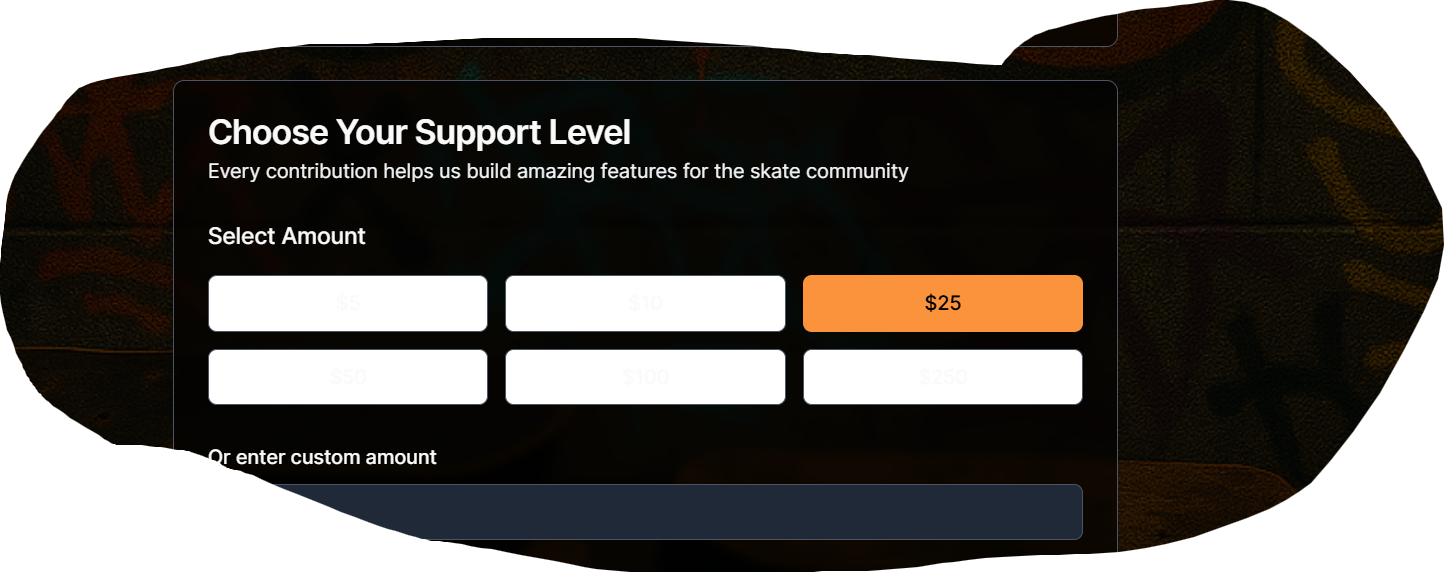 Choose Your Support Level
Every contribution helps us build amazing features for the skate community
Select Amount
$5 $10 $25
$50 $100 $250
Or enter custom amount